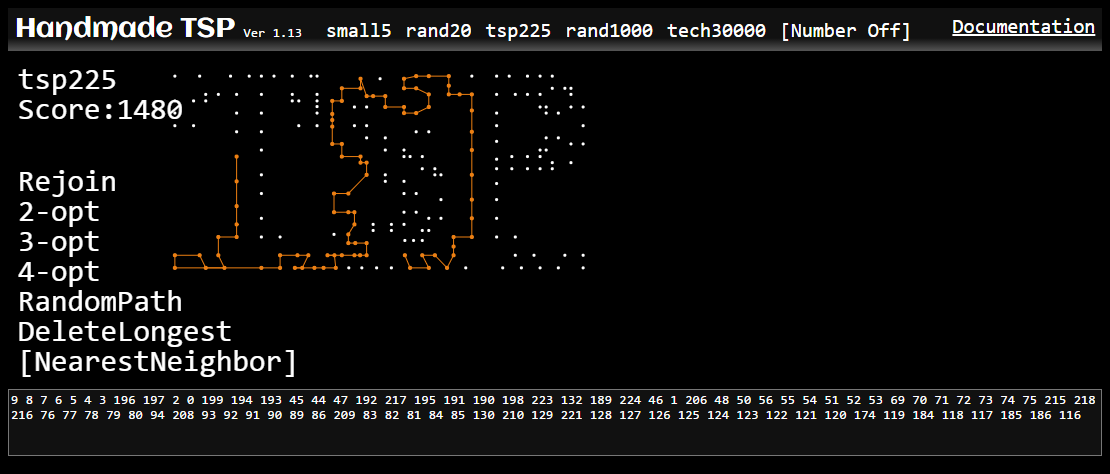 Handmade TSP Ver 1.13 small5 rand20 tsp225 rand1000 tech30000 [Number Off] Documentation
tsp225
Score:1480
Rejoin
2-opt
3-opt
4-opt
RandomPath
DeleteLongest
[NearestNeighbor]
9 8 7 6 5 4 3 196 197 2 0 199 194 193 45 44 47 192 217 195 191 190 198 223 132 189 224 46 1 206 48 50 56 55 54 51 52 53 69 70 71 72 73 74 75 215 218
216 76 77 78 79 80 94 208 93 92 91 90 89 86 209 83 82 81 84 85 130 210 129 221 128 127 126 125 124 123 122 121 120 174 119 184 118 117 185 186 116